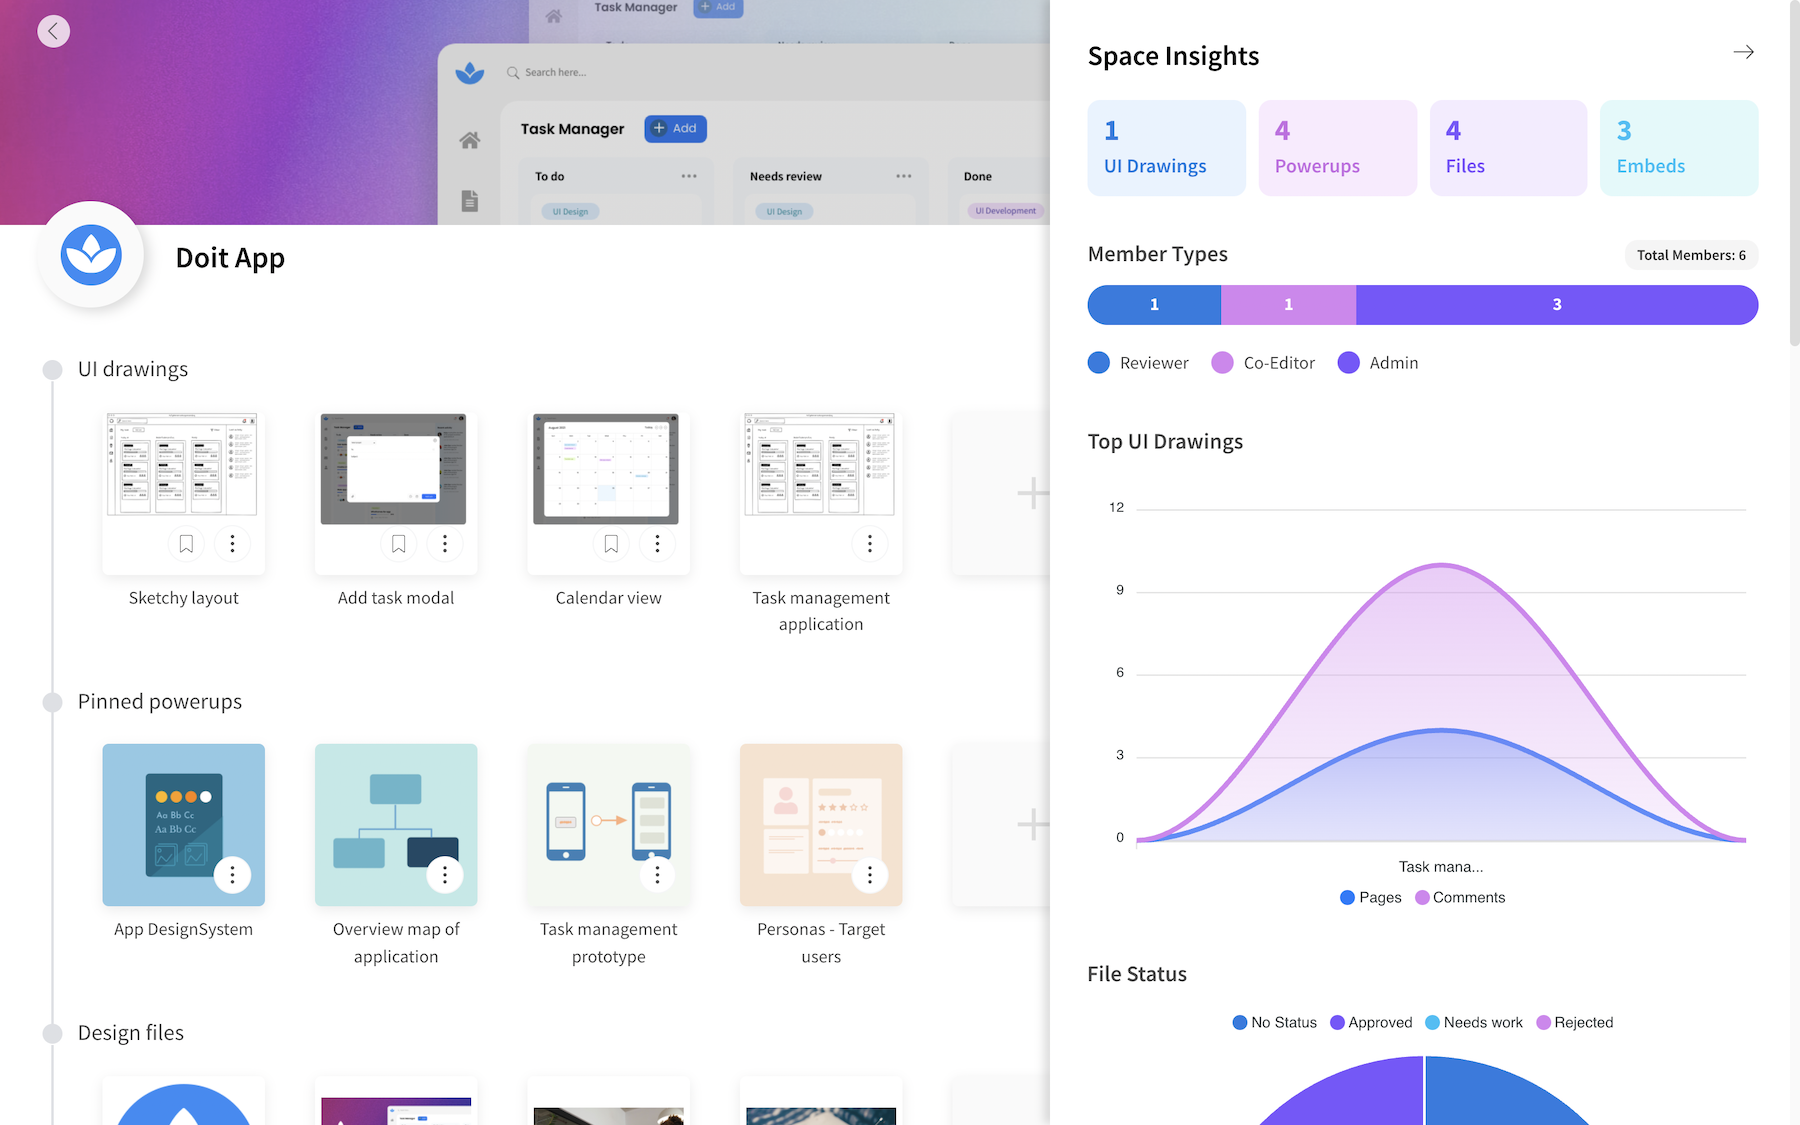 Task Manager
Add
Search here...
Task Manager
Add
To do
Needs review
Done
UI Design
UI Design
UI Development
Doit App
UI drawings
Sketchy layout
Add task modal
Calendar view
Task management
application
Pinned powerups
Aa Bb Cc
Aa Bb Cc
App DesignSystem
Overview map of
application
Task management
prototype
Personas - Target
users
Design files
Space Insights
1
UI Drawings
4
Powerups
4
Files
3
Embeds
Member Types
Total Members: 6
1
1
3
Reviewer
Co-Editor
Admin
Top UI Drawings
12
9
6
3
0
Task mana...
Pages
Comments
File Status
No Status
Approved
Needs work
Rejected